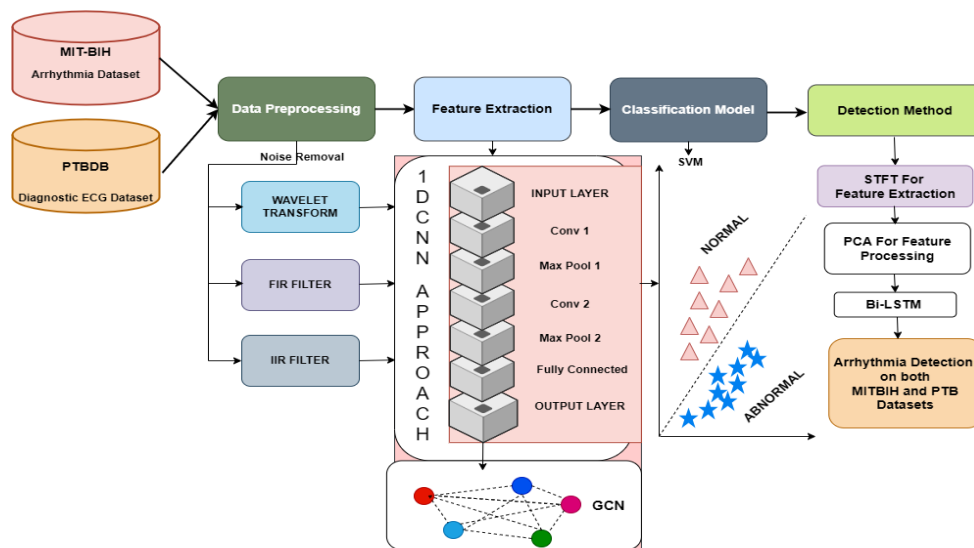 MIT-BIH
Arrhythmia Dataset
PTBDB
Diagnostic ECG Dataset
Data Preprocessing
Feature Extraction
Classification Model
Detection Method
Noise Removal
WAVELET
TRANSFORM
FIR FILTER
IIR FILTER
1DCNN APPROACH
INPUT LAYER
Conv 1
Max Pool 1
Conv 2
Max Pool 2
Fully Connected
OUTPUT LAYER
GCN
SVM
NORMAL
ABNORMAL
STFT For
Feature Extraction
PCA For Feature
Processing
Bi-LSTM
Arrhythmia Detection
on both
MITBIH and PTB
Datasets